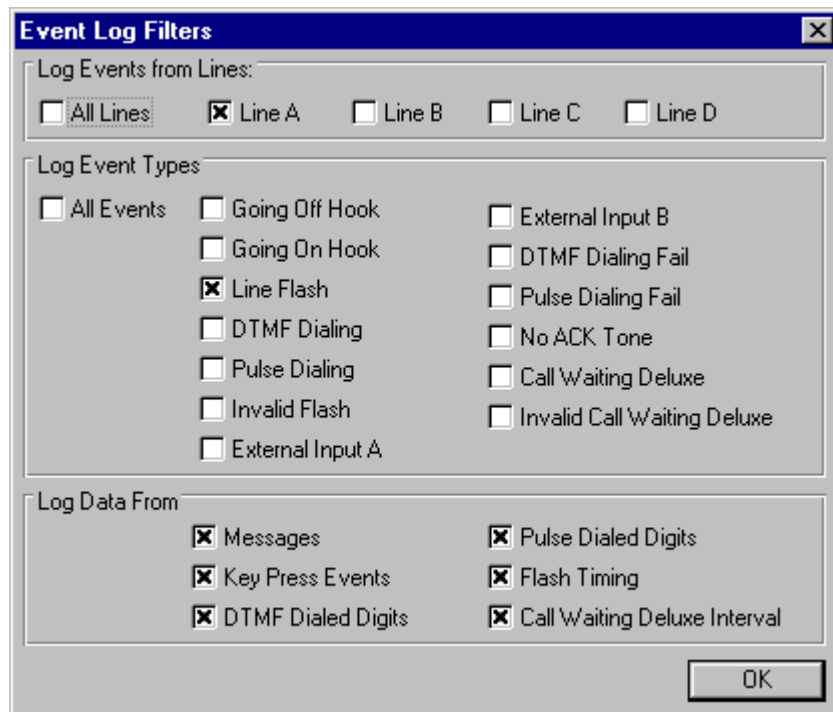 Event Log Filters
Log Events from Lines:
All Lines Line A Line B Line C Line D
Log Event Types
All Events
Going Off Hook
Going On Hook
Line Flash
DTMF Dialing
Pulse Dialing
Invalid Flash
External Input A
External Input B
DTMF Dialing Fail
Pulse Dialing Fail
No ACK Tone
Call Waiting Deluxe
Invalid Call Waiting Deluxe
Log Data From
Messages
Key Press Events
DTMF Dialed Digits
Pulse Dialed Digits
Flash Timing
Call Waiting Deluxe Interval
OK